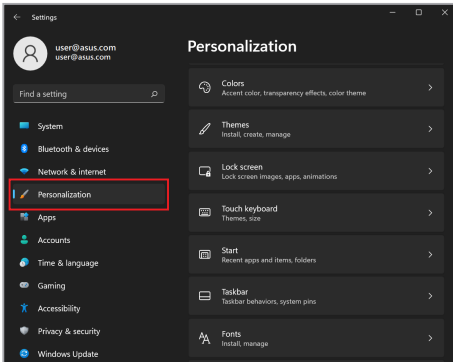 Settings
user@asus.com
user@asus.com
Find a setting
System
Bluetooth & devices
Network & internet
Personalization
Apps
Accounts
Time & language
Gaming
Accessibility
Privacy & security
Windows Update
Personalization
Colors
Accent color, transparency effects, color theme
Themes
Install, create, manage
Lock screen
Lock screen images, apps, animations
Touch keyboard
Themes, size
Start
Recent apps and items, folders
Taskbar
Taskbar behaviors, system pins
Fonts
Install, manage